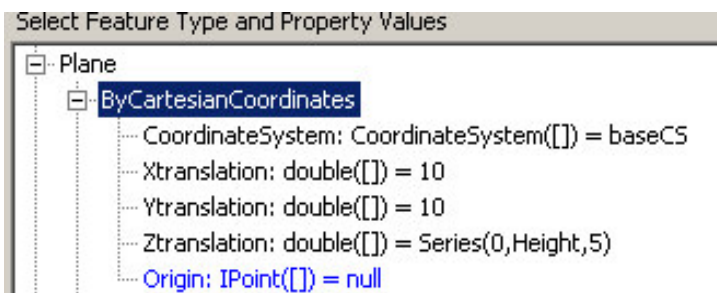 Select Feature Type and Property Values
Plane
ByCartesianCoordinates
CoordinateSystem: CoordinateSystem([]) = baseCS
Xtranslation: double([]) = 10
Ytranslation: double([]) = 10
Ztranslation: double([]) = Series(0,Height,5)
Origin: IPoint([]) = null